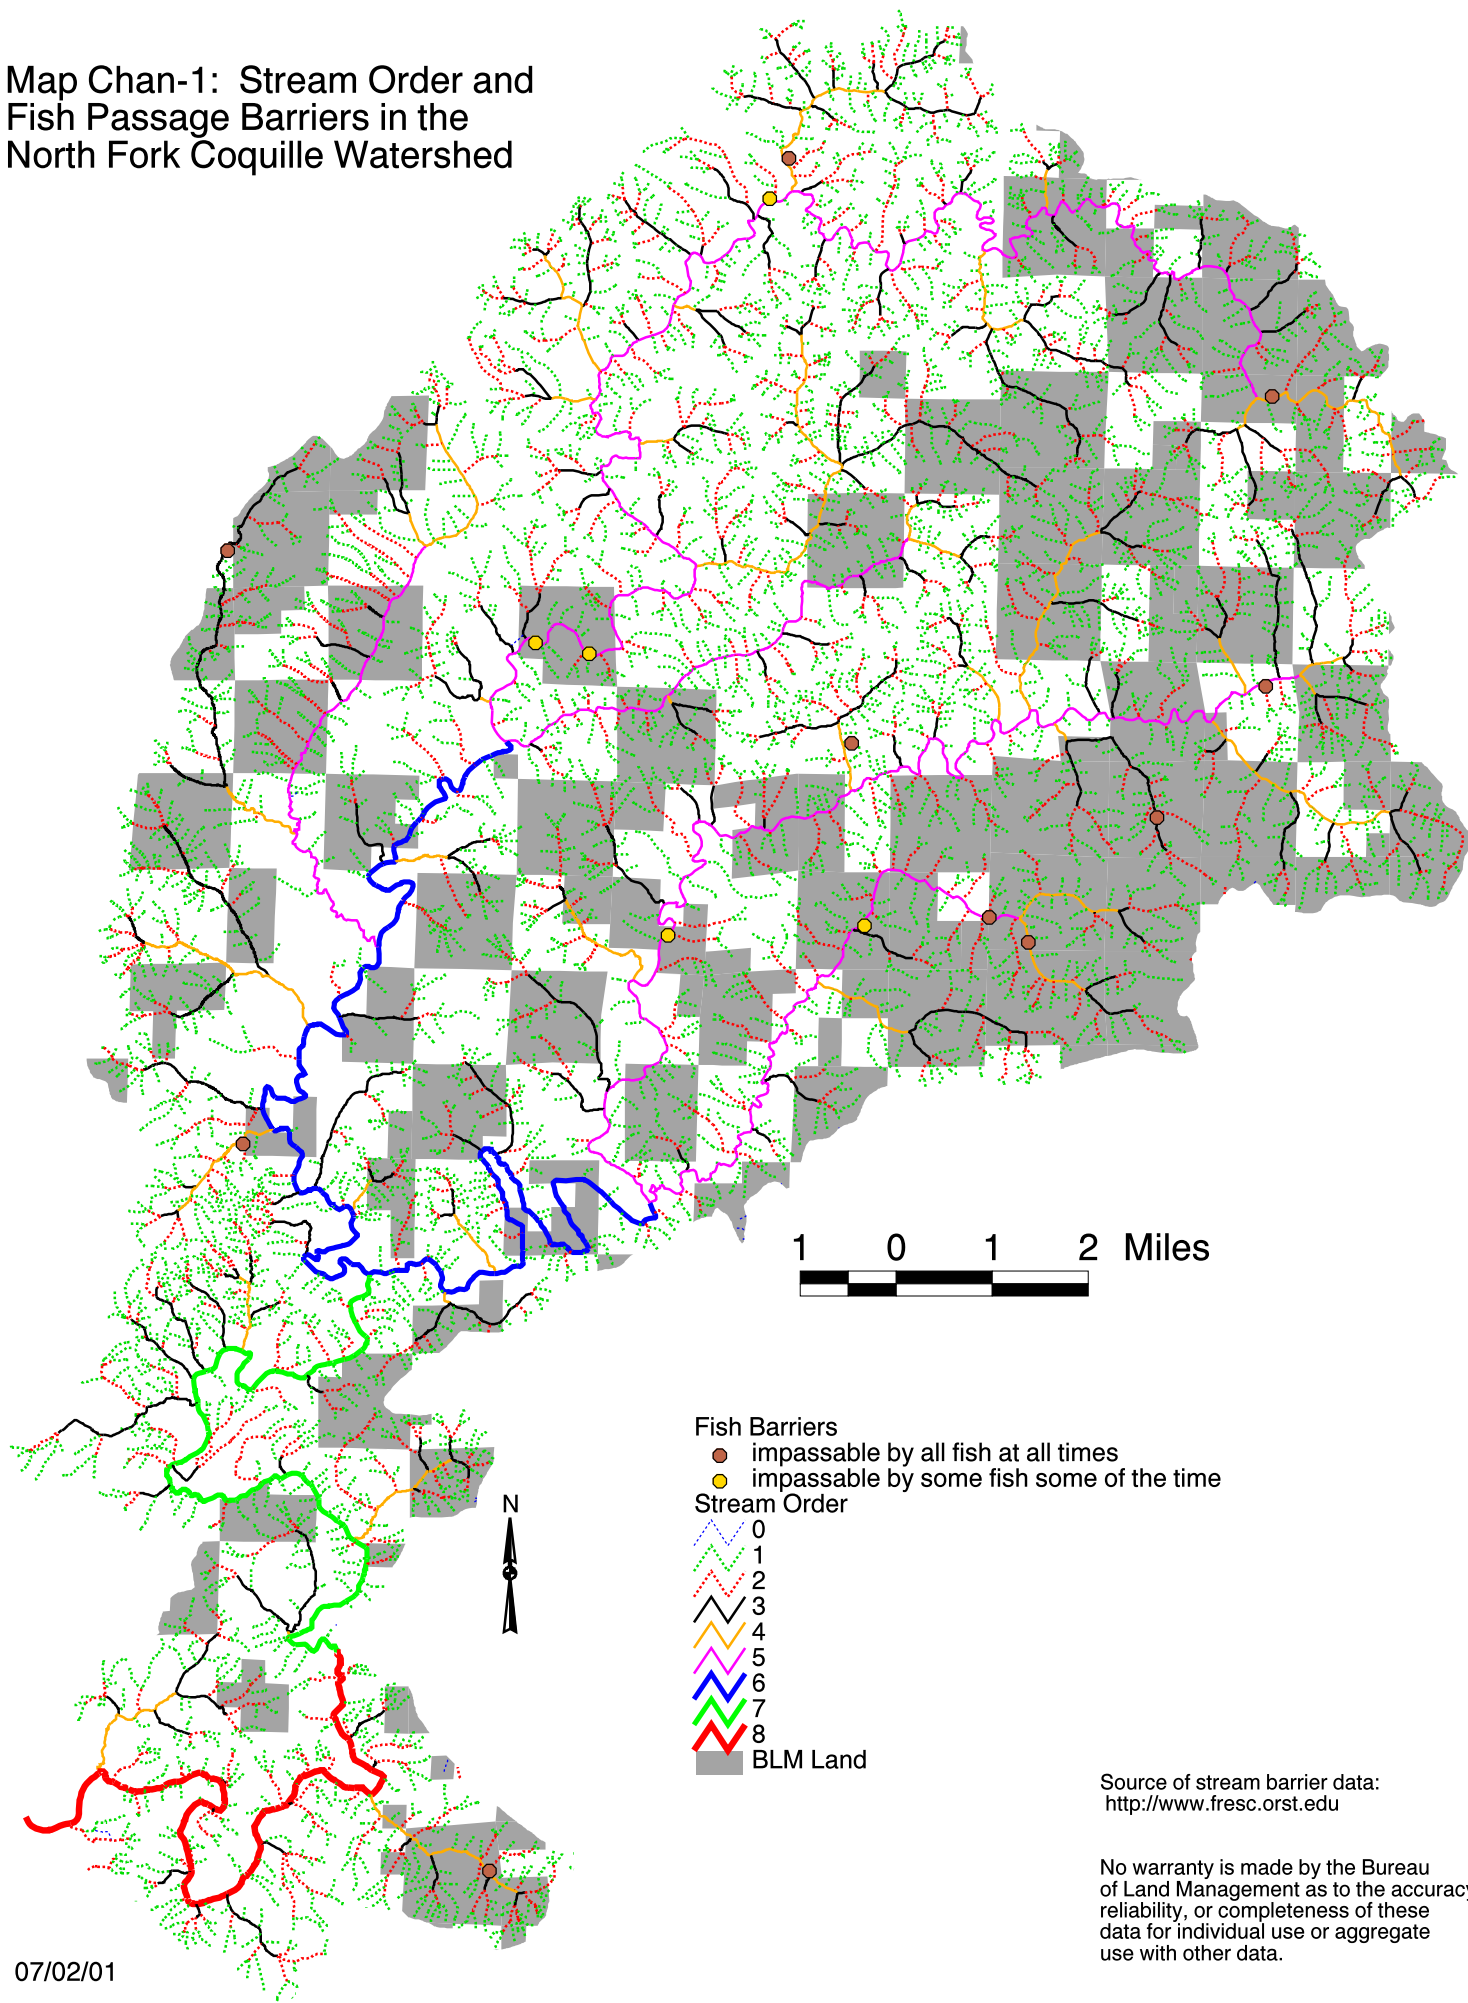 Map Chan-1:  Stream Order and
Fish Passage Barriers in the
North Fork Coquille Watershed
1 0 1 2 Miles
Fish Barriers
impassable by all fish at all times
impassable by some fish some of the time
Stream Order
N
0
1
2
3
4
5
6
7
8
BLM Land
Source of stream barrier data:
http://www.fresc.orst.edu
No warranty is made by the Bureau
of Land Management as to the accuracy
reliability, or completeness of these
data for individual use or aggregate
use with other data.
07/02/01